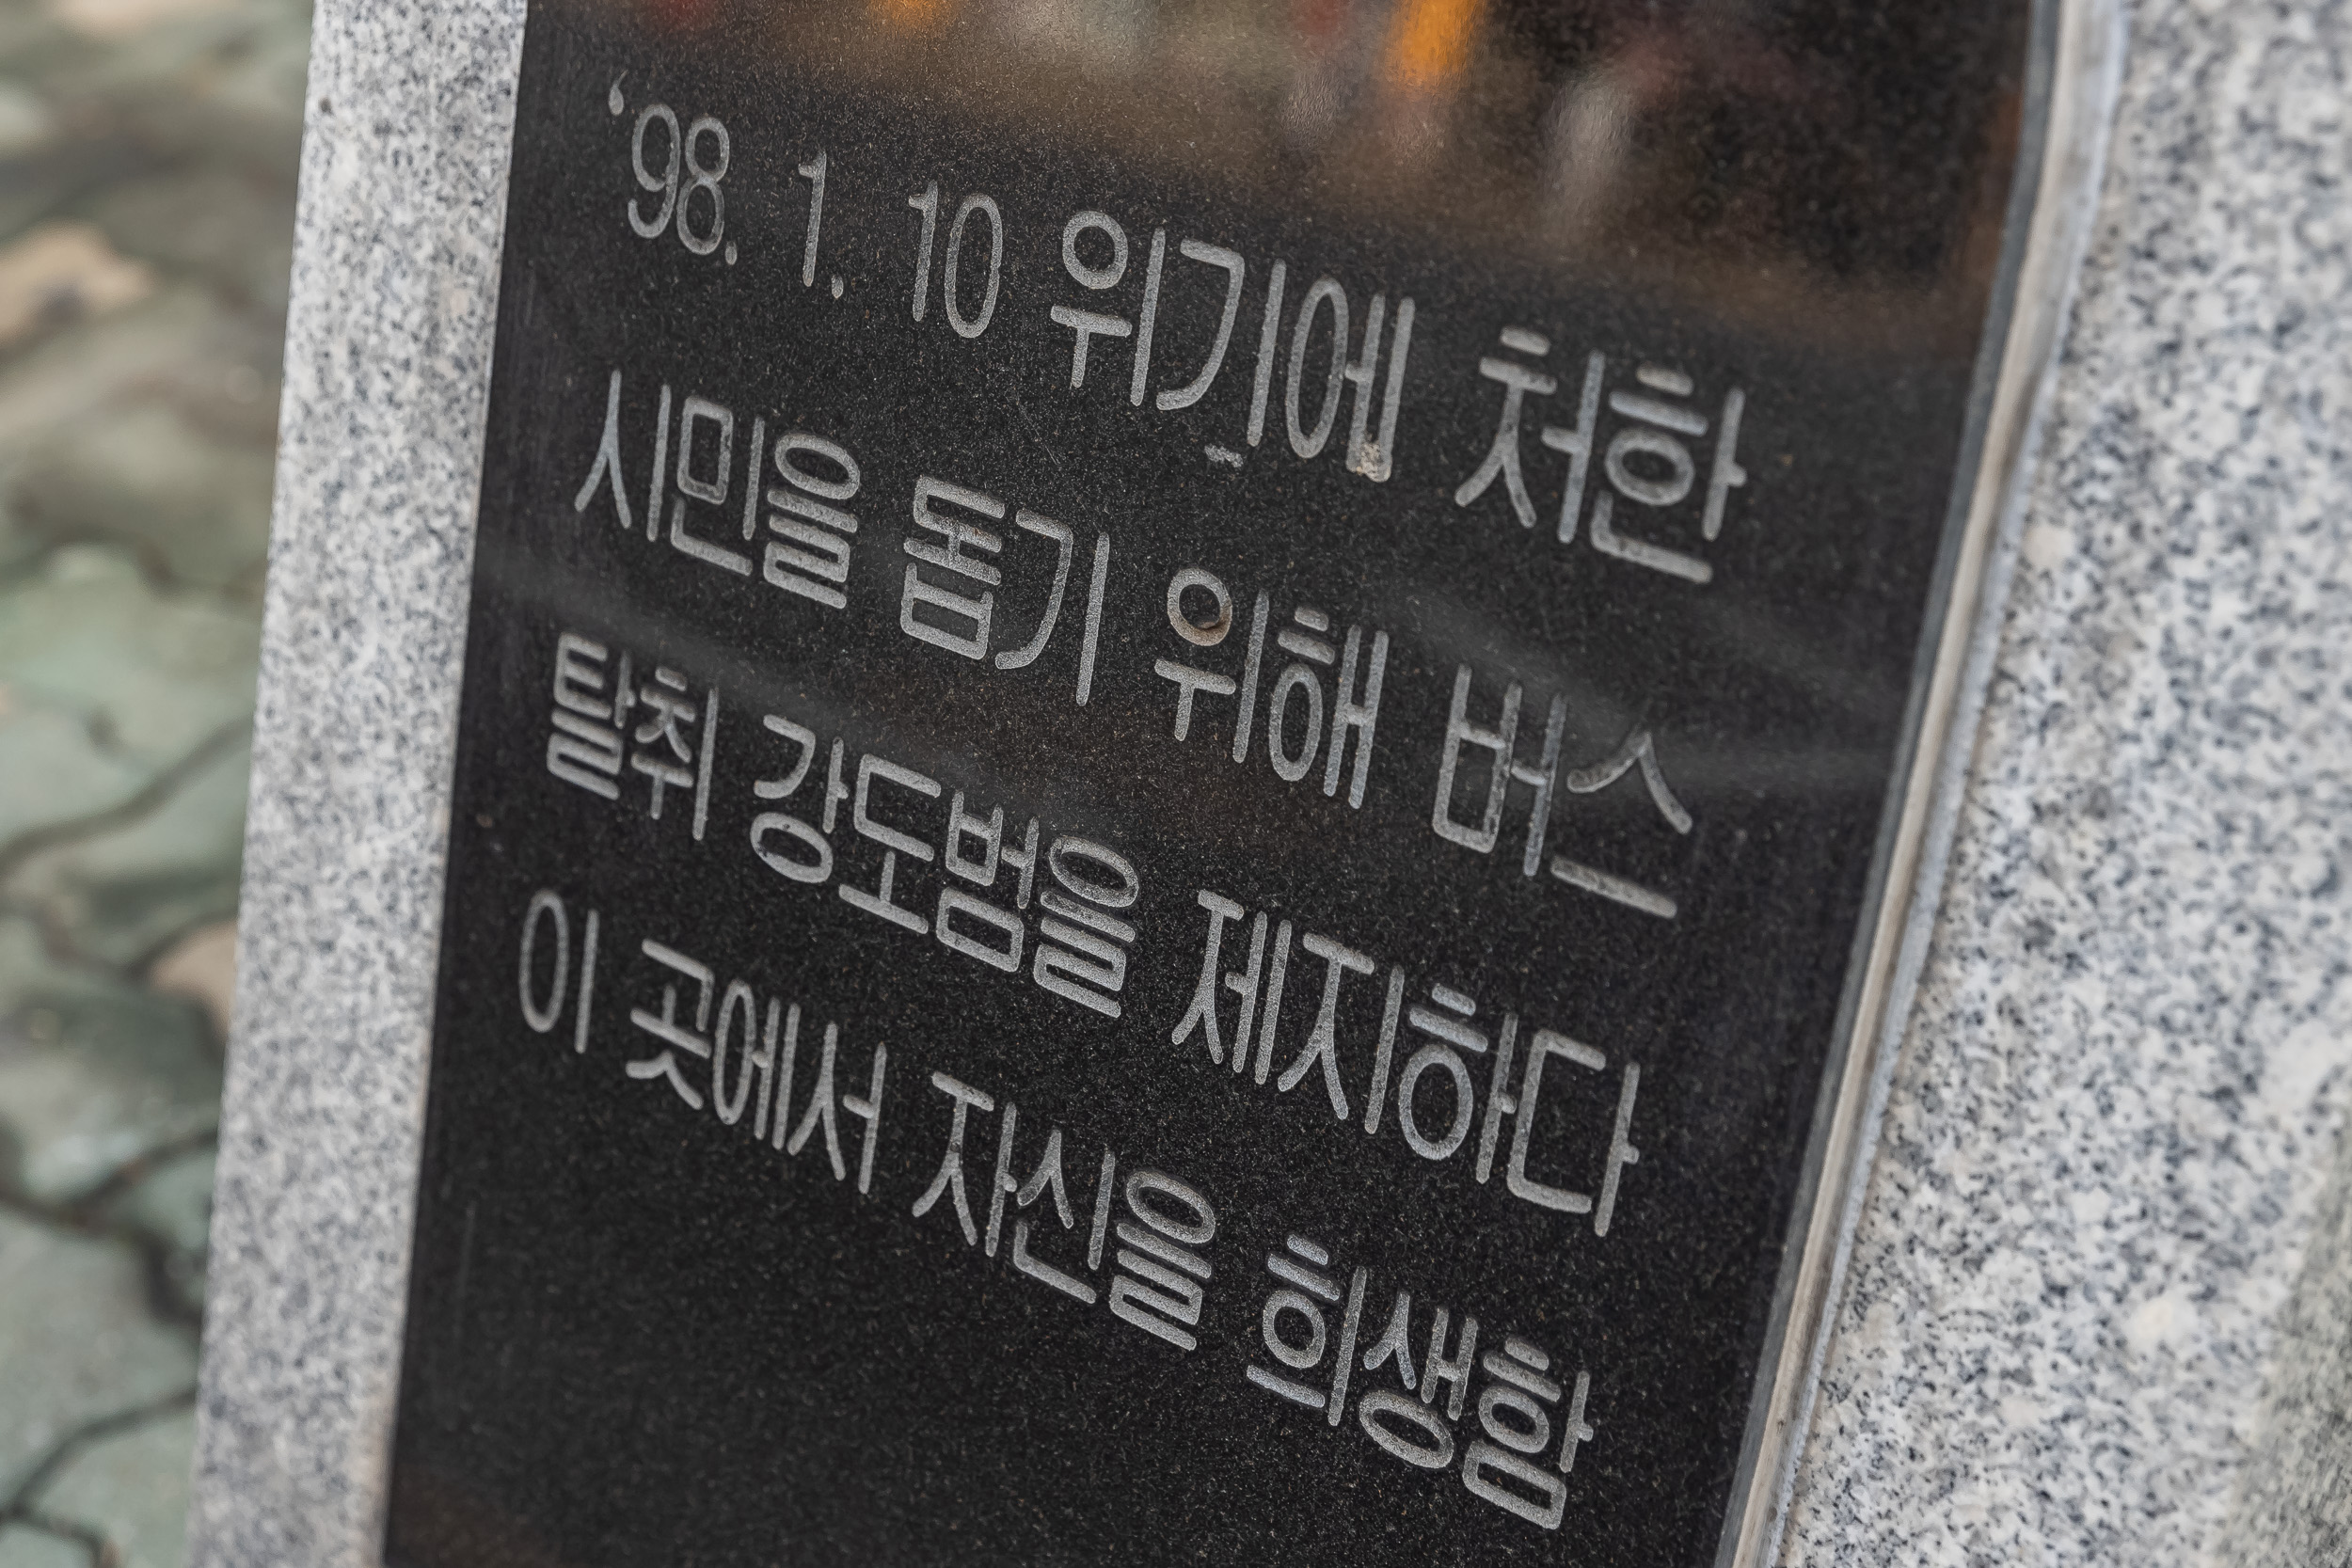 ‘98. 1. 10 위기에 처한
시민을 돕기 위해 버스
탈취 강도범을 제지하다
이 곳에서 자신을 희생함